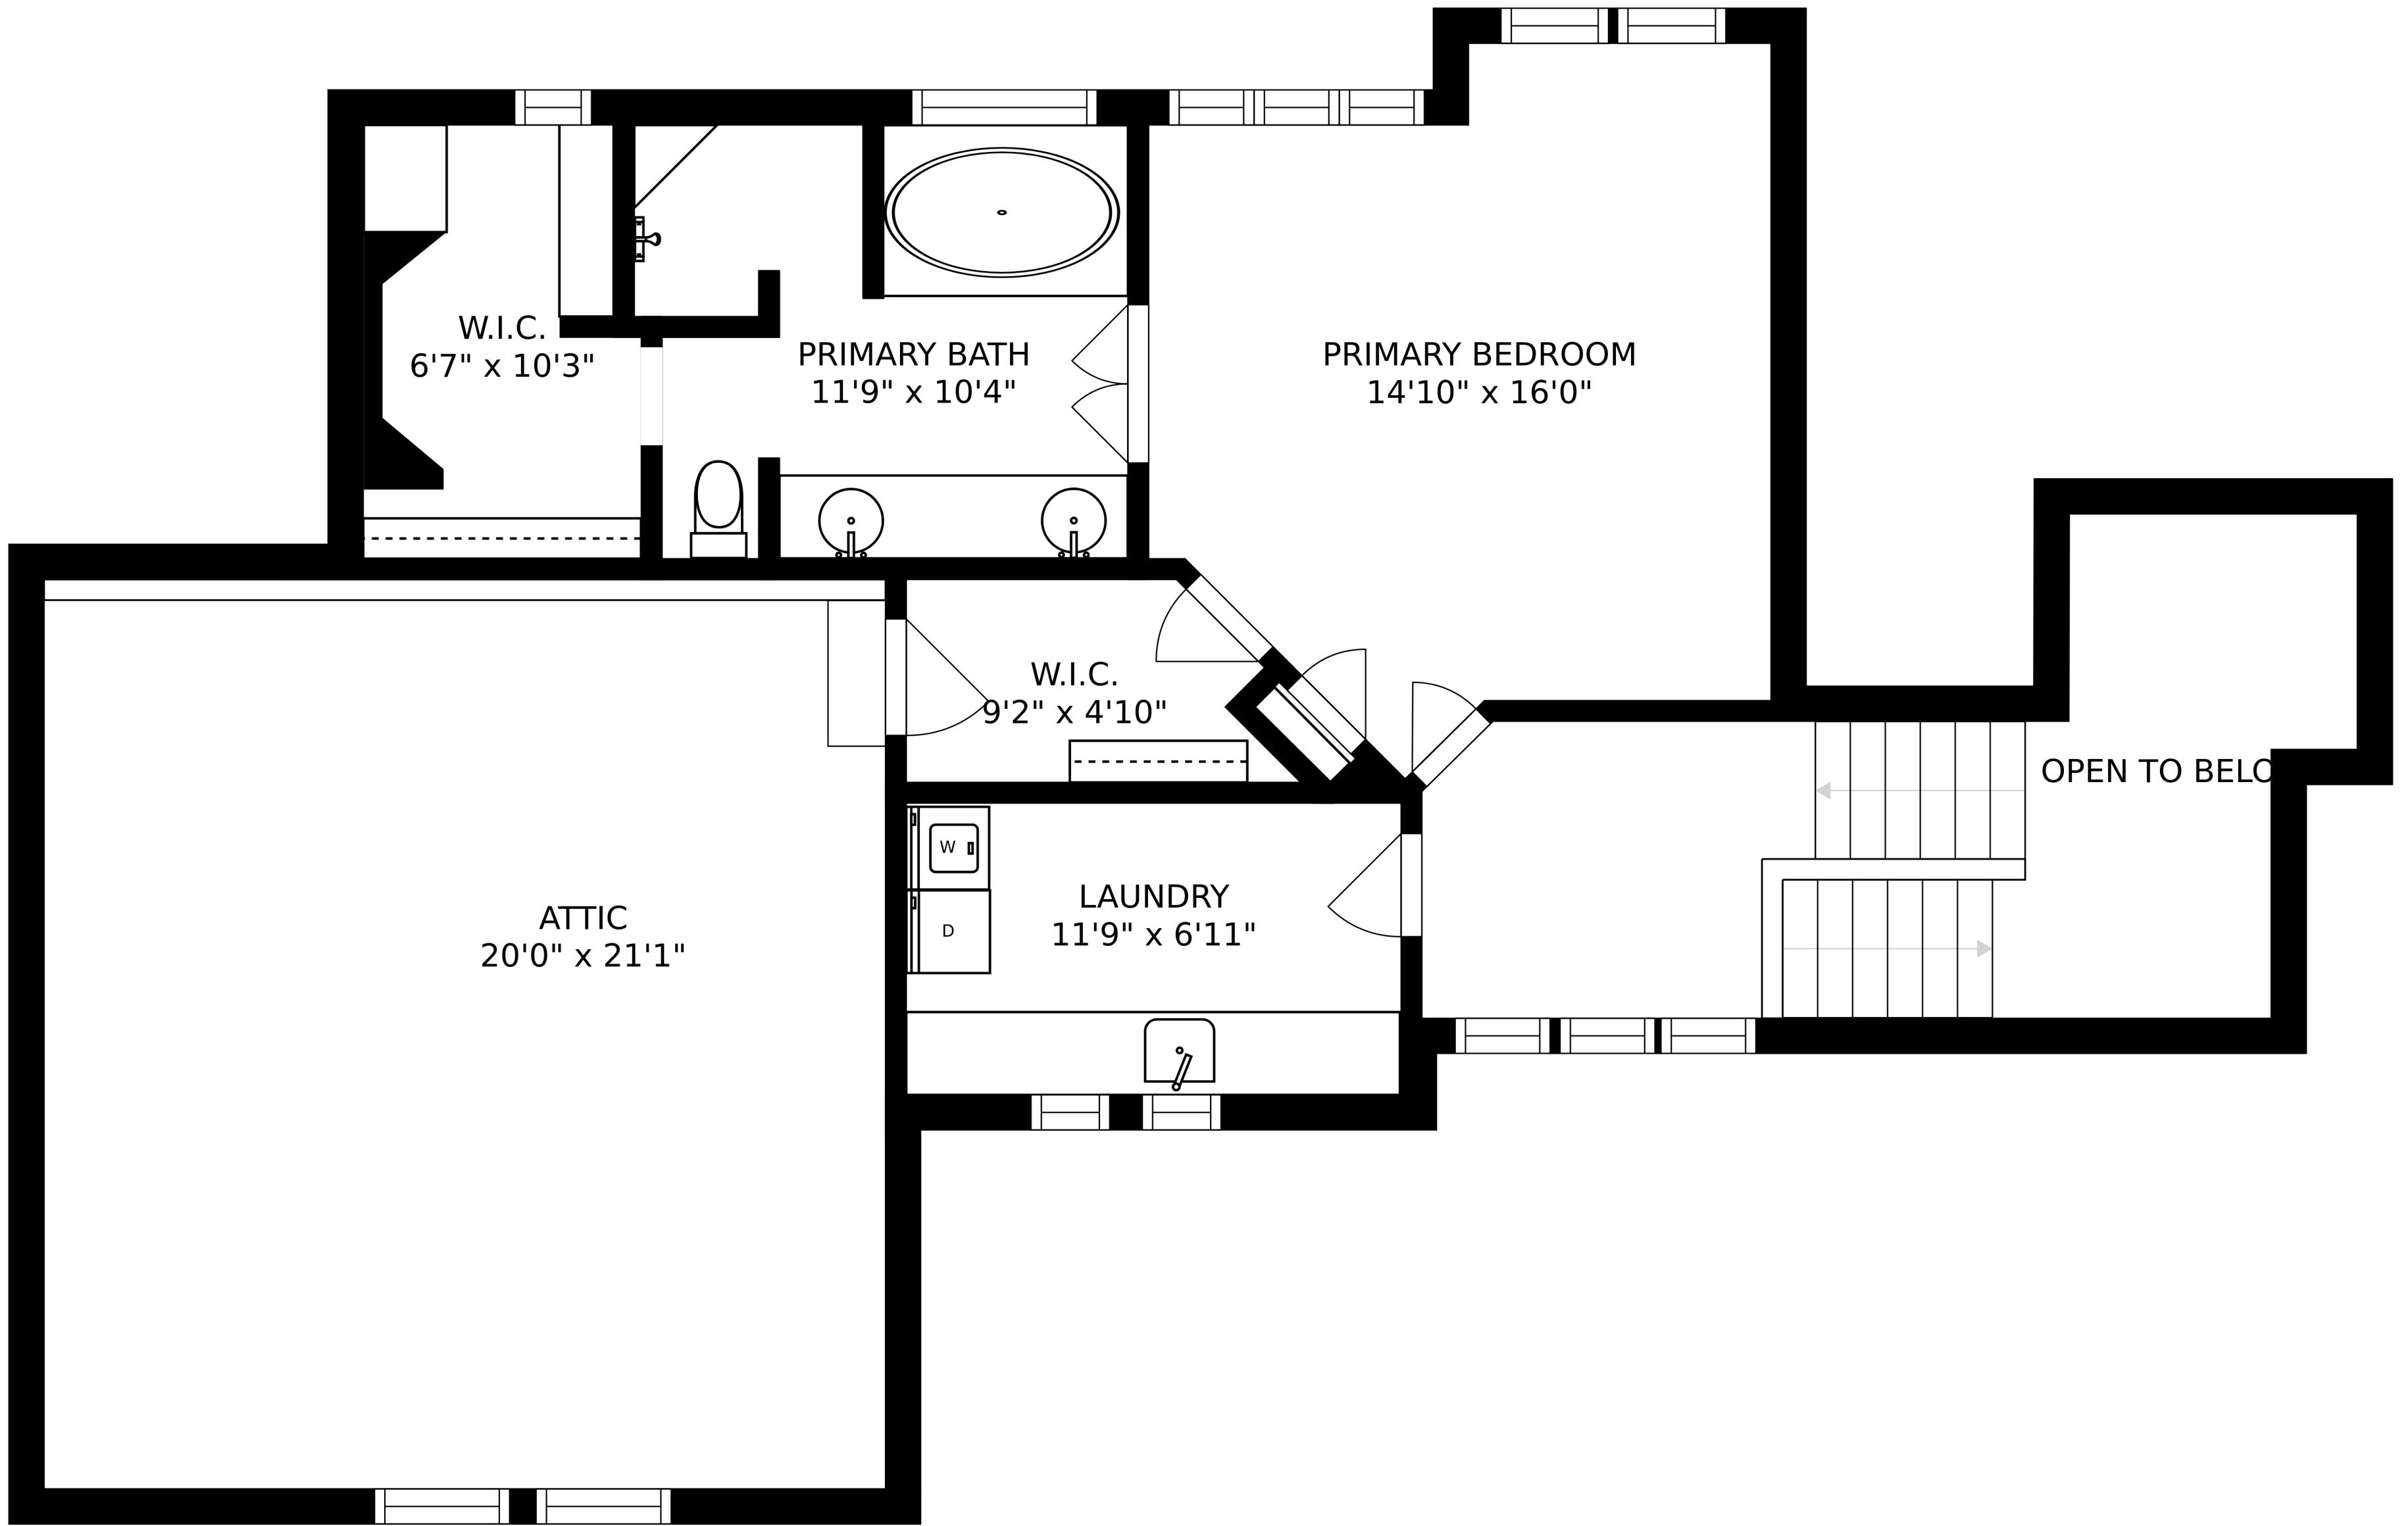 W.I.C.
6'7" x 10'3"
PRIMARY BATH
11'9" x 10'4"
PRIMARY BEDROOM
14'10" x 16'0"
W.I.C.
9'2" x 4'10"
OPEN TO BELO
W
D
LAUNDRY
11'9" x 6'11"
ATTIC
20'0" x 21'1"